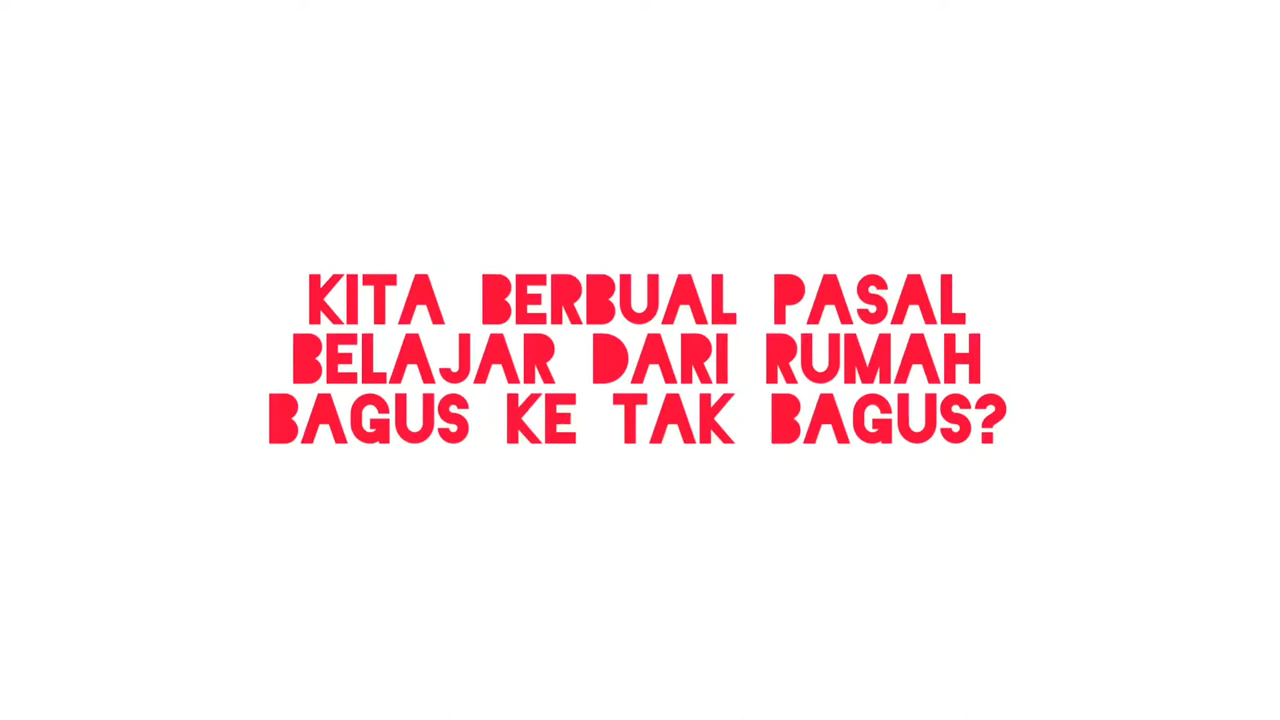 KITA BERBUAL PASAL
BELAJAR DARI RUMAH
BAGUS KE TAK BAGUS?